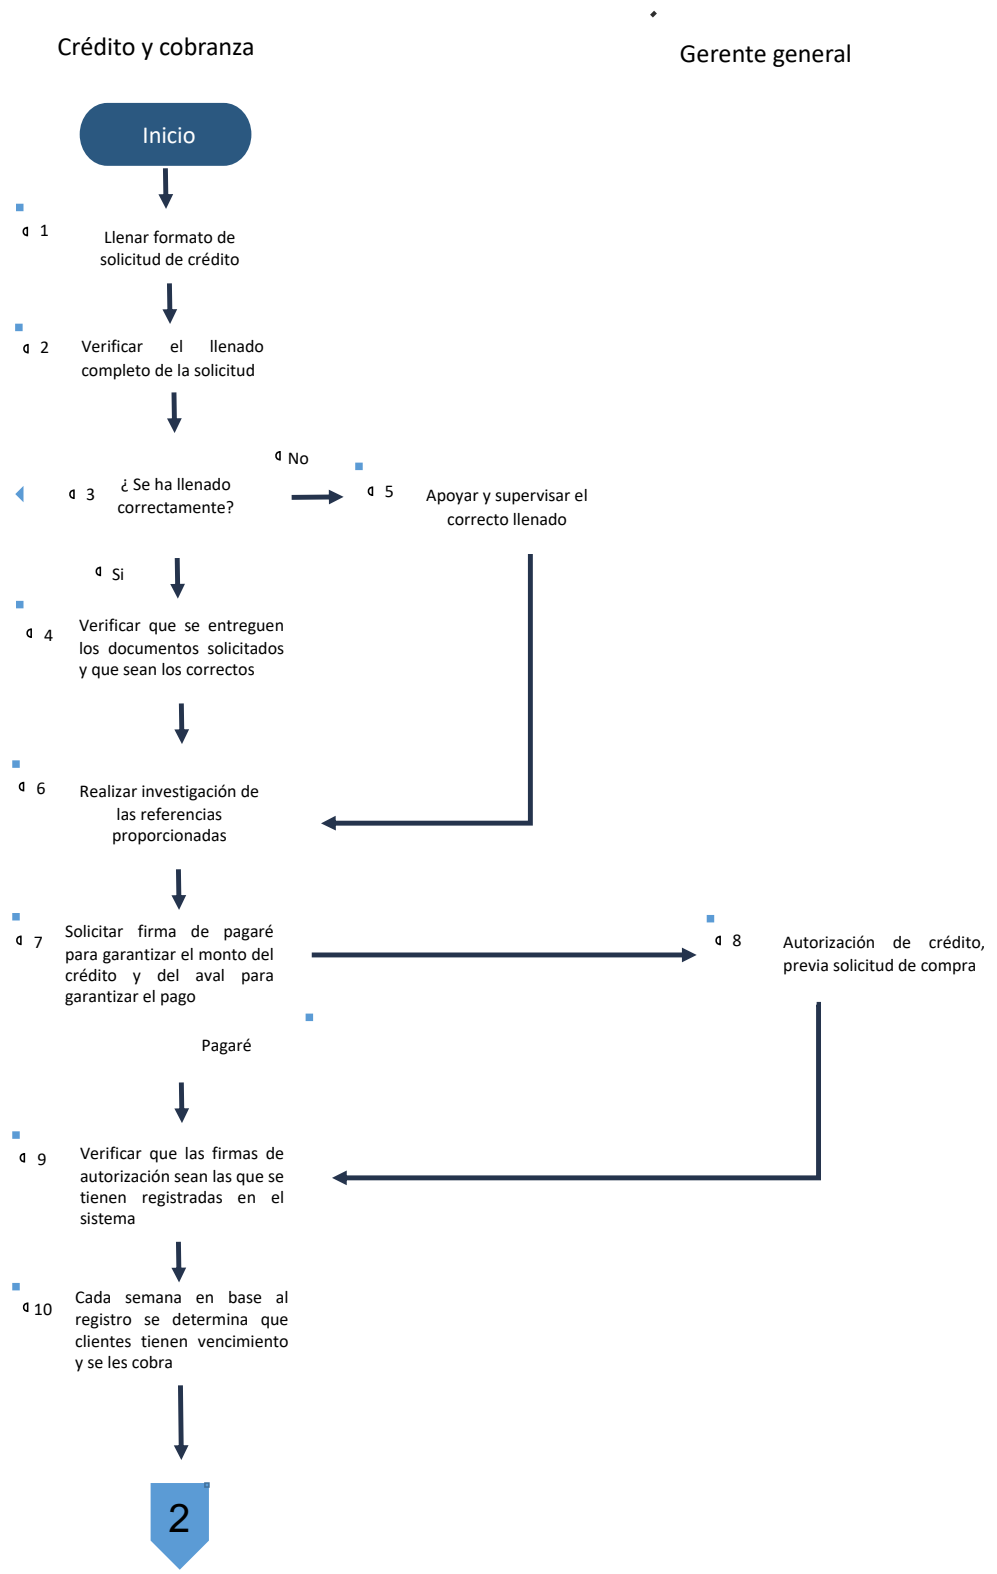 Crédito y cobranza
Gerente general
Inicio
1
Llenar formato de
solicitud de crédito
2
Verificar el llenado
completo de la solicitud
No
3
¿ Se ha llenado
correctamente?
5
Apoyar y supervisar el
correcto llenado
Si
4
Verificar que se entreguen
los documentos solicitados
y que sean los correctos
6
Realizar investigación de
las referencias
proporcionadas
7
Solicitar firma de pagaré
para garantizar el monto del
crédito y del aval para
garantizar el pago
8
Autorización de crédito,
previa solicitud de compra
Pagaré
9
Verificar que las firmas de
autorización sean las que se
tienen registradas en el
sistema
10
Cada semana en base al
registro se determina que
clientes tienen vencimiento
y se les cobra
2